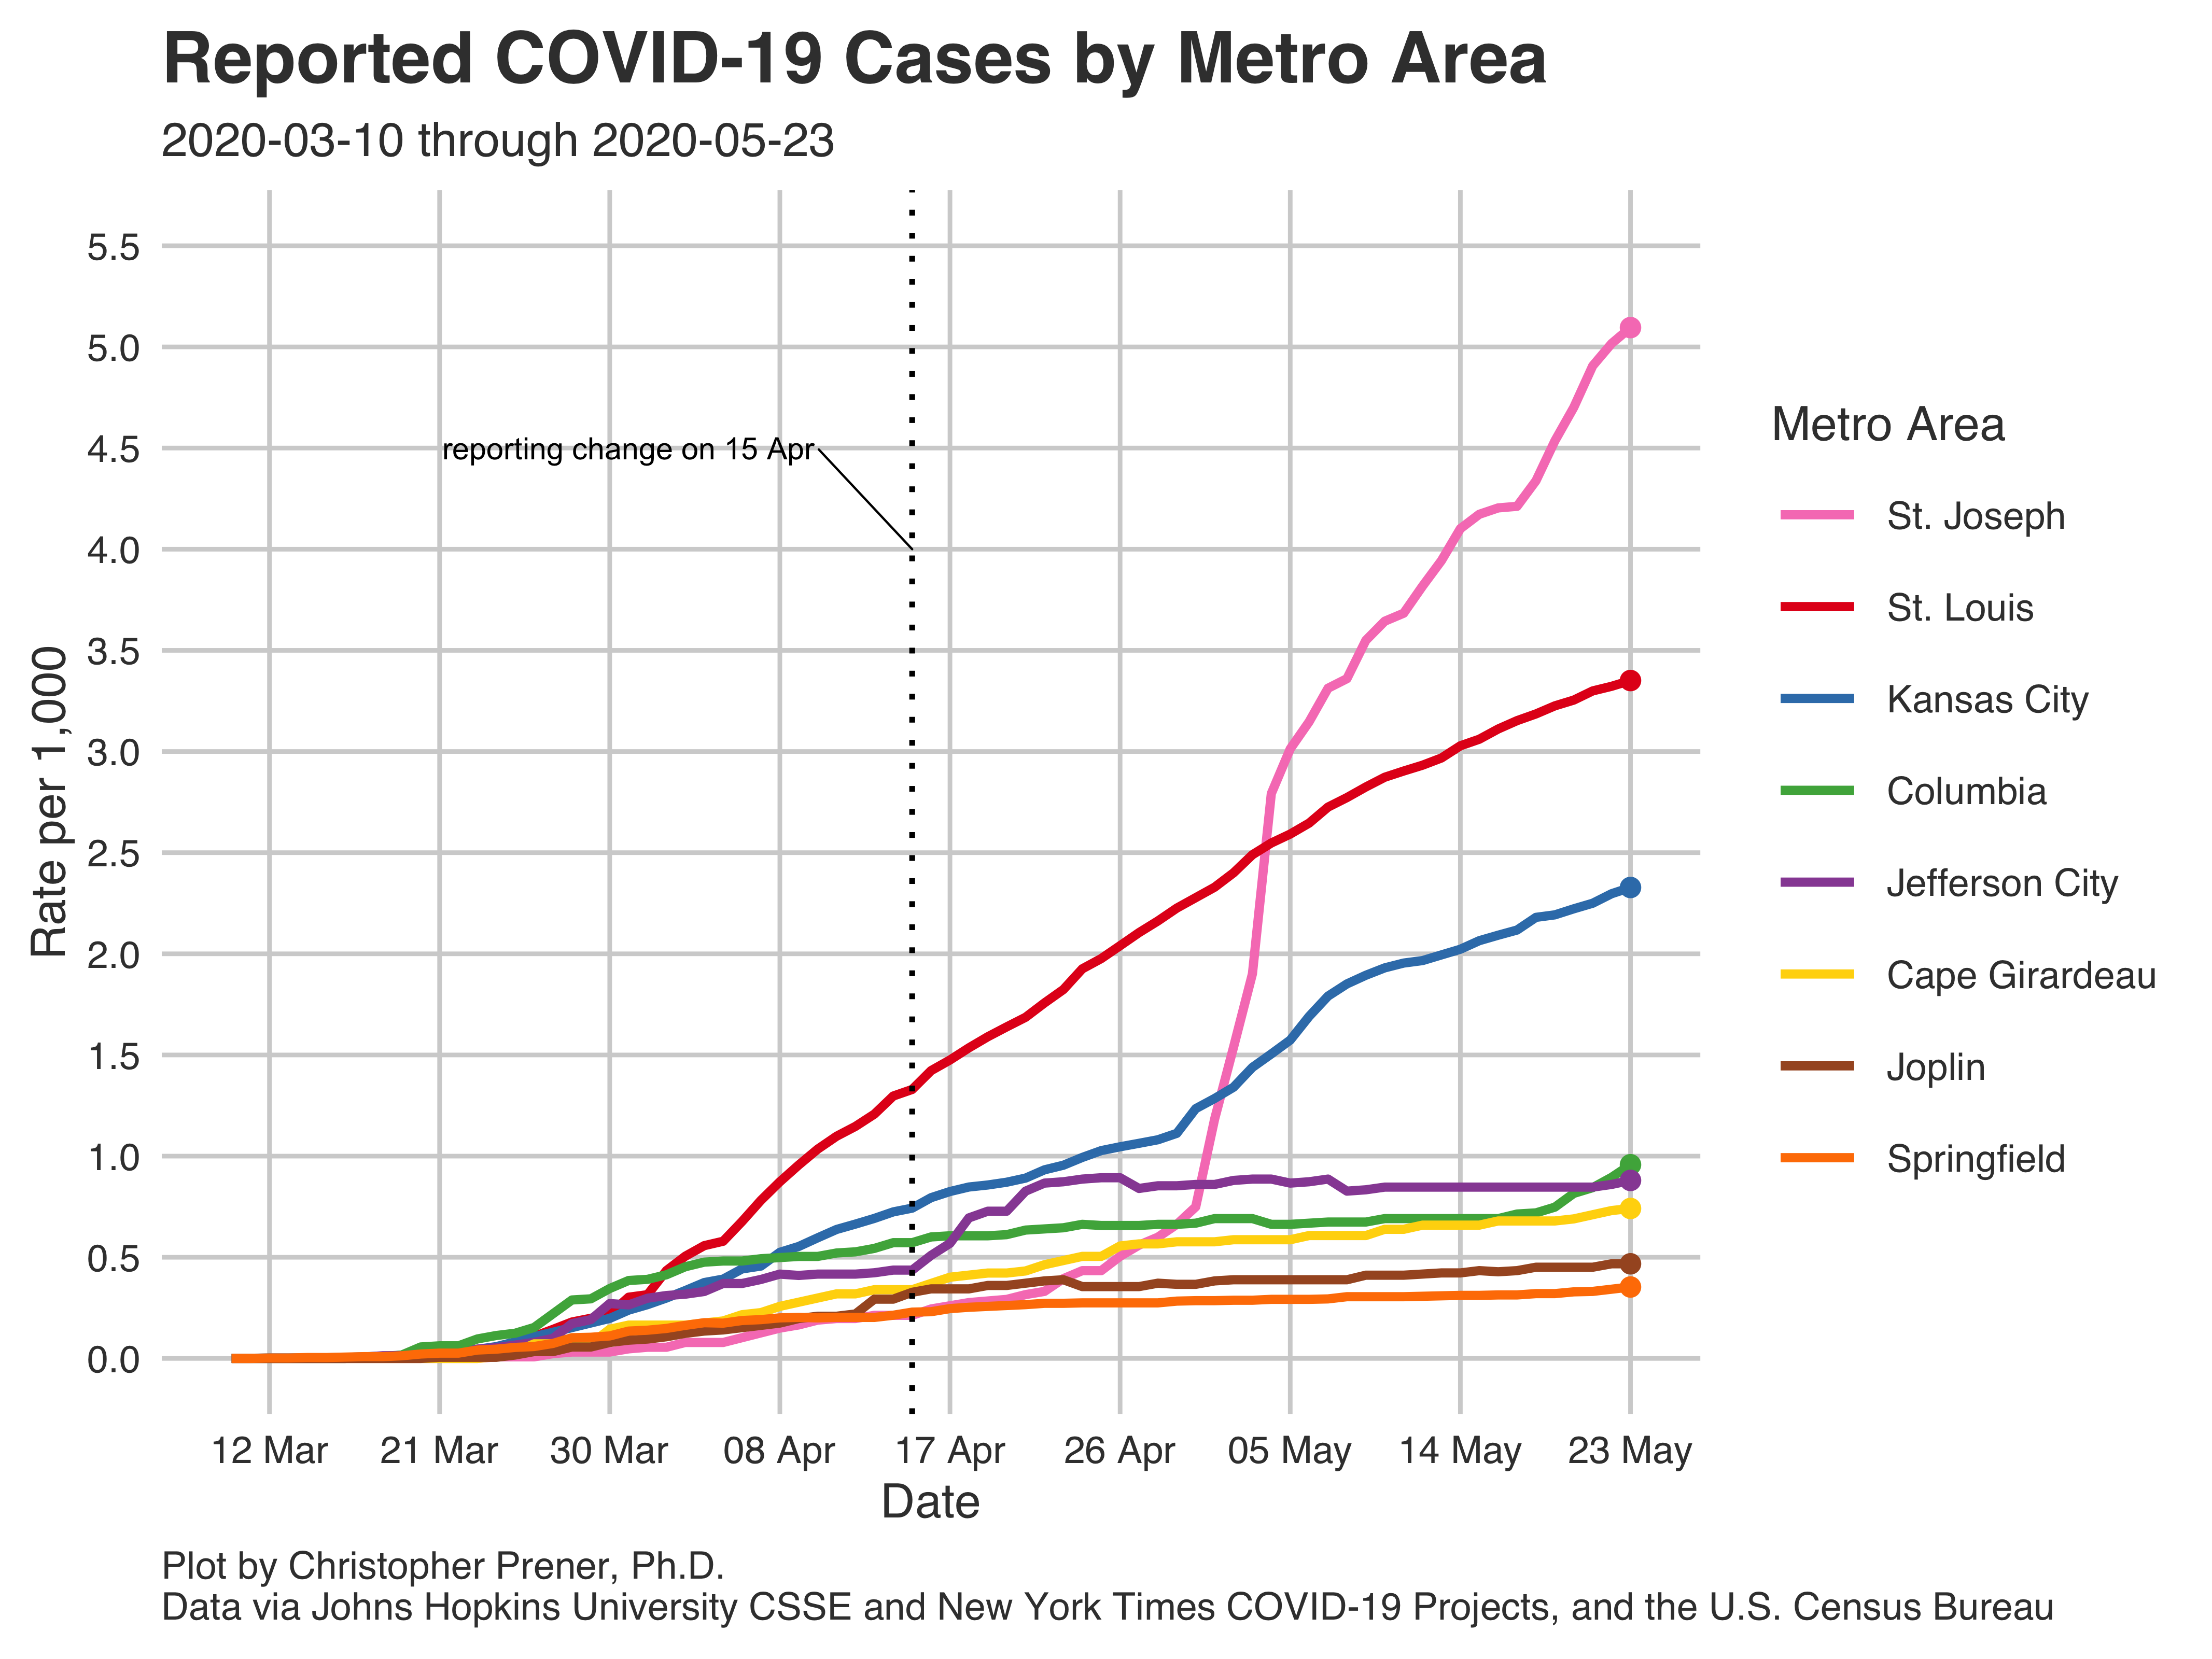 Reported COVID-19 Cases by Metro Area
2020-03-10 through 2020-05-23
Rate per 1,000
5.5
5.0
4.5
4.0
3.5
3.0
2.5
2.0
1.5
1.0
0.5
0.0
reporting change on 15 Apr
12 Mar
21 Mar
30 Mar
08 Apr
17 Apr
26 Apr
05 May
14 May
23 May
Date
Metro Area
St. Joseph
St. Louis
Kansas City
Columbia
Jefferson City
Cape Girardeau
Joplin
Springfield
Plot by Christopher Prener, Ph.D.
Data via Johns Hopkins University CSSE and New York Times COVID-19 Projects, and the U.S. Census Bureau